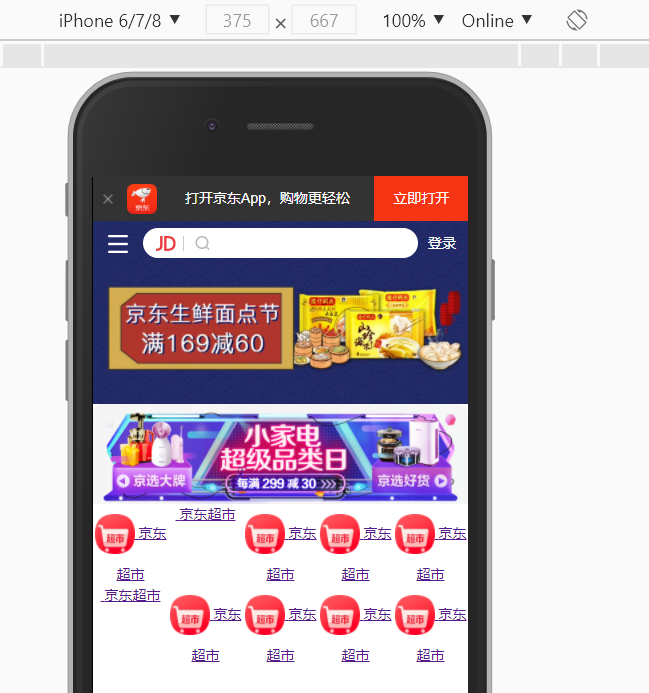 iPhone 6/7/8 ▼ 375 × 667 100% ▼ Online ▼
× 京东 打开京东App，购物更轻松 立即打开
JD 登录
京东生鲜面点节
满169减60
小家电
超级品类日
京选大牌 每满 299 减 30 京选好货
超市 京东 京东超市 超市 京东 超市 京东 超市 京东
超市 超市 超市 超市
京东超市 超市 京东 超市 京东 超市 京东 超市 京东
超市 超市 超市 超市